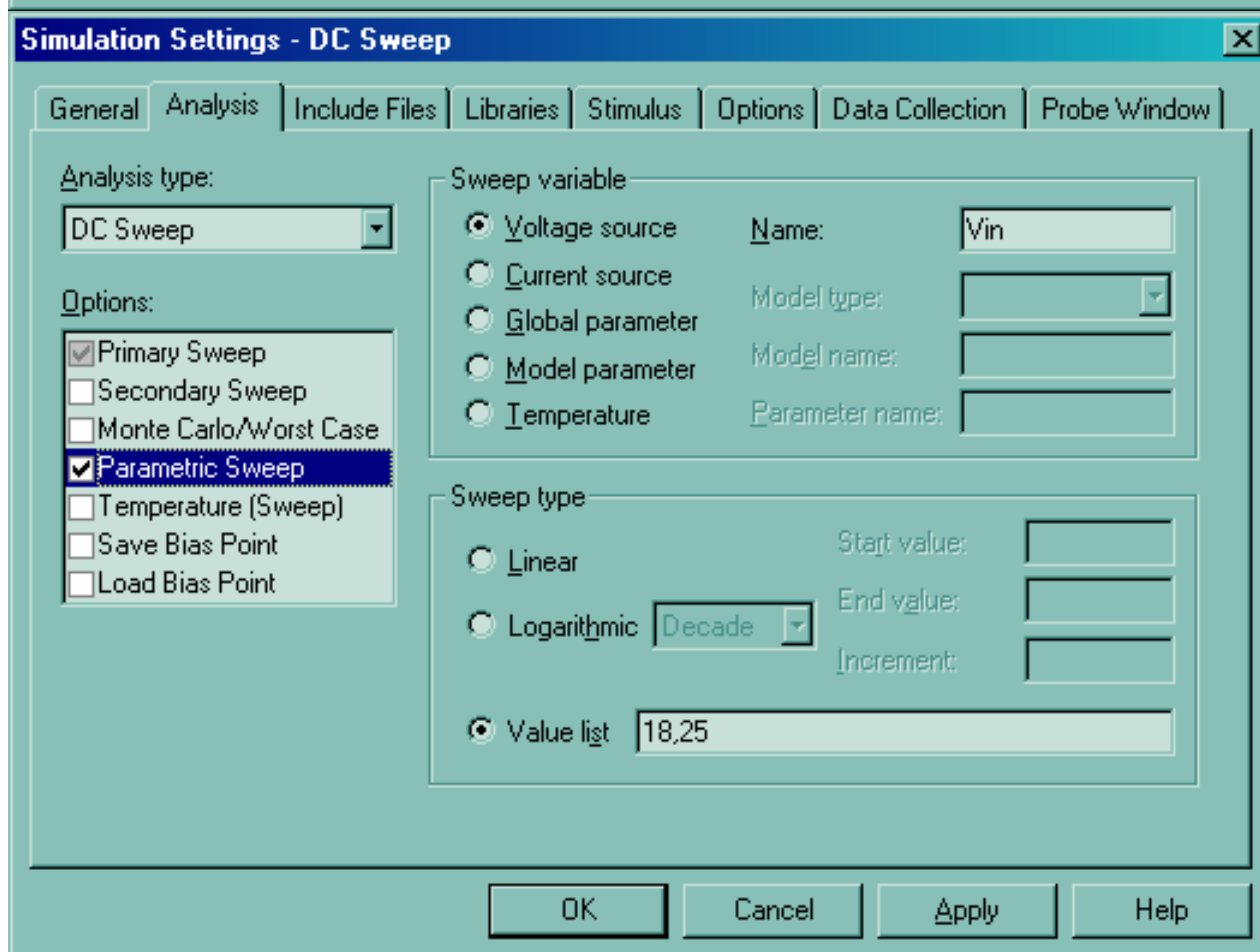 Simulation Settings - DC Sweep
General Analysis Include Files Libraries Stimulus Options Data Collection Probe Window
Analysis type:
DC Sweep
Options:
Primary Sweep
Secondary Sweep
Monte Carlo/Worst Case
Parametric Sweep
Temperature (Sweep)
Save Bias Point
Load Bias Point
Sweep variable
Voltage source
Current source
Global parameter
Model parameter
Temperature
Name: Vin
Model type:
Model name:
Parameter name:
Sweep type
Linear
Logarithmic Decade
Start value:
End value:
Increment:
Value list 18,25
OK Cancel Apply Help